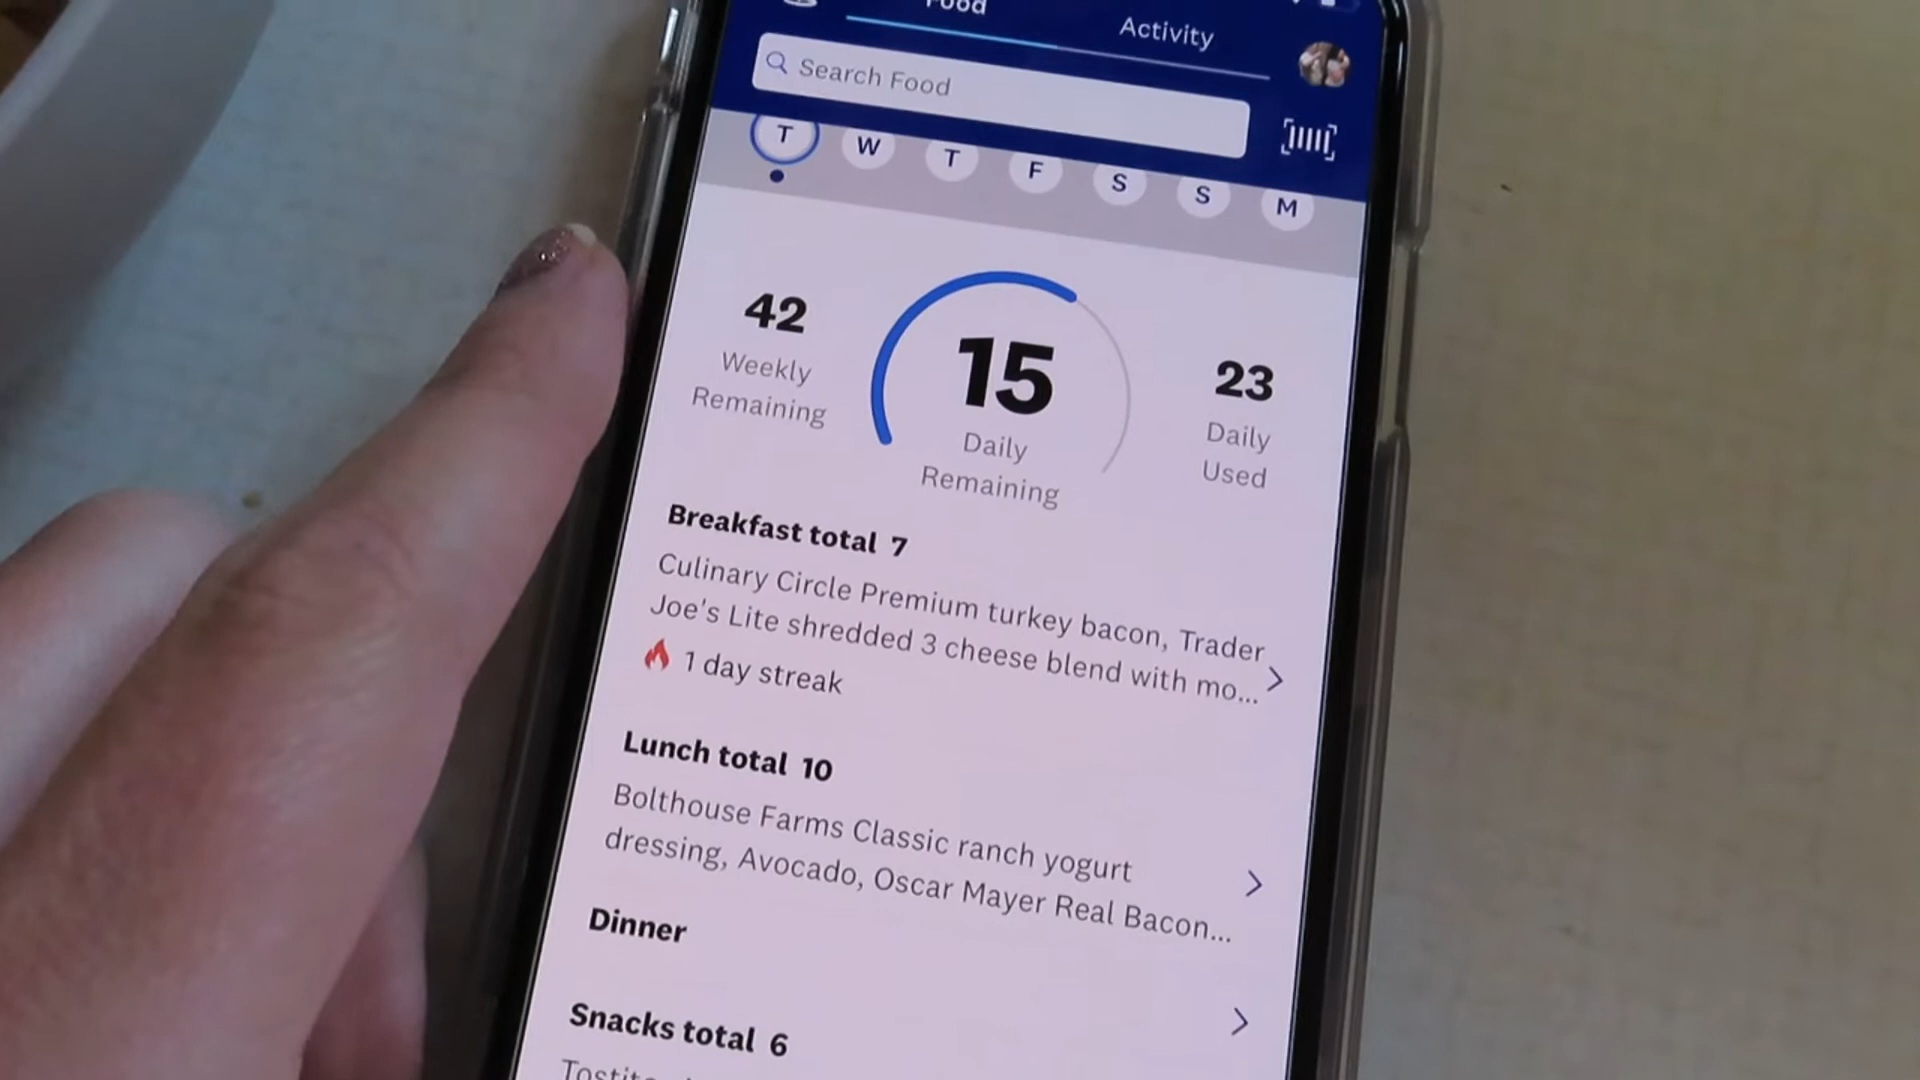 Food
Activity
Search Food
T W T F S S M
42
Weekly
Remaining
15
Daily
Remaining
23
Daily
Used
Breakfast total 7
Culinary Circle Premium turkey bacon, Trader
Joe's Lite shredded 3 cheese blend with mo...
1 day streak
Lunch total 10
Bolthouse Farms Classic ranch yogurt
dressing, Avocado, Oscar Mayer Real Bacon...
Dinner
Snacks total 6